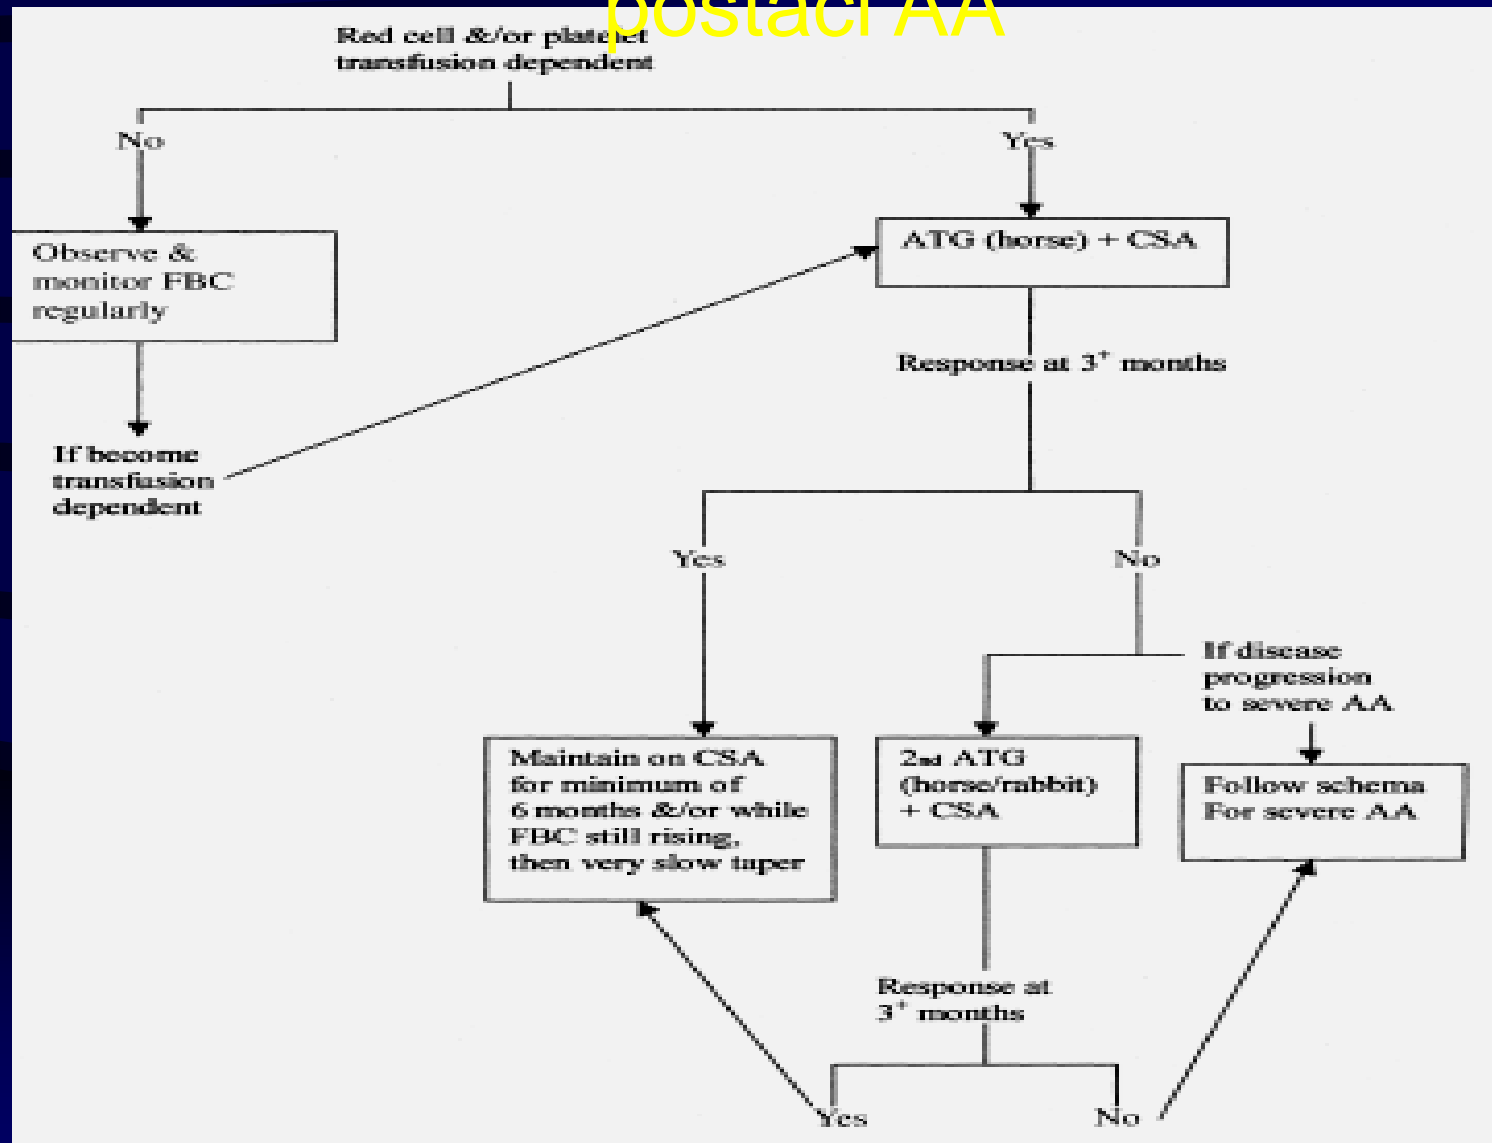 postaci AA
Red cell &/or platelet
transfusion dependent
No
Yes
Observe &
monitor FBC
regularly
ATG (horse) + CSA
Response at 3+ months
If become
transfusion
dependent
Yes
No
If disease
progression
to severe AA
Maintain on CSA
for minimum of
6 months &/or while
FBC still rising,
then very slow taper
2nd ATG
(horse/rabbit)
+ CSA
Follow schema
For severe AA
Response at
3+ months
Yes
No